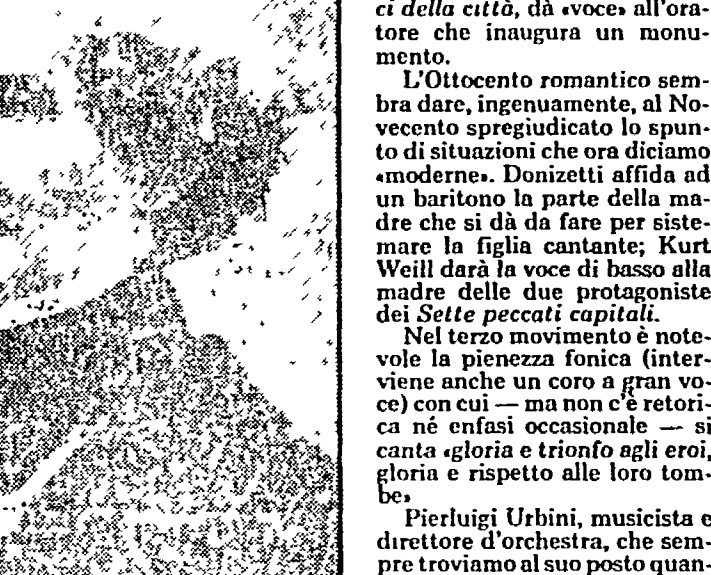 ci della città, dà «voce» all'ora-
tore che inaugura un monu-
mento.
L'Ottocento romantico sem-
bra dare, ingenuamente, al No-
vecento spregiudicato lo spun-
to di situazioni che ora diciamo
«moderne». Donizetti affida ad
un baritono la parte della ma-
dre che si dà da fare per siste-
mare la figlia cantante; Kurt
Weill darà la voce di basso alla
madre delle due protagoniste
dei Sette peccati capitali.
Nel terzo movimento è note-
vole la pienezza fonica (inter-
viene anche un coro a gran vo-
ce) con cui — ma non c'è retori-
ca né enfasi occasionale — si
canta «gloria e trionfo agli eroi,
gloria e rispetto alle loro tom-
be»
Pierluigi Urbini, musicista e
direttore d'orchestra, che sem-
pre troviamo al suo posto quan-